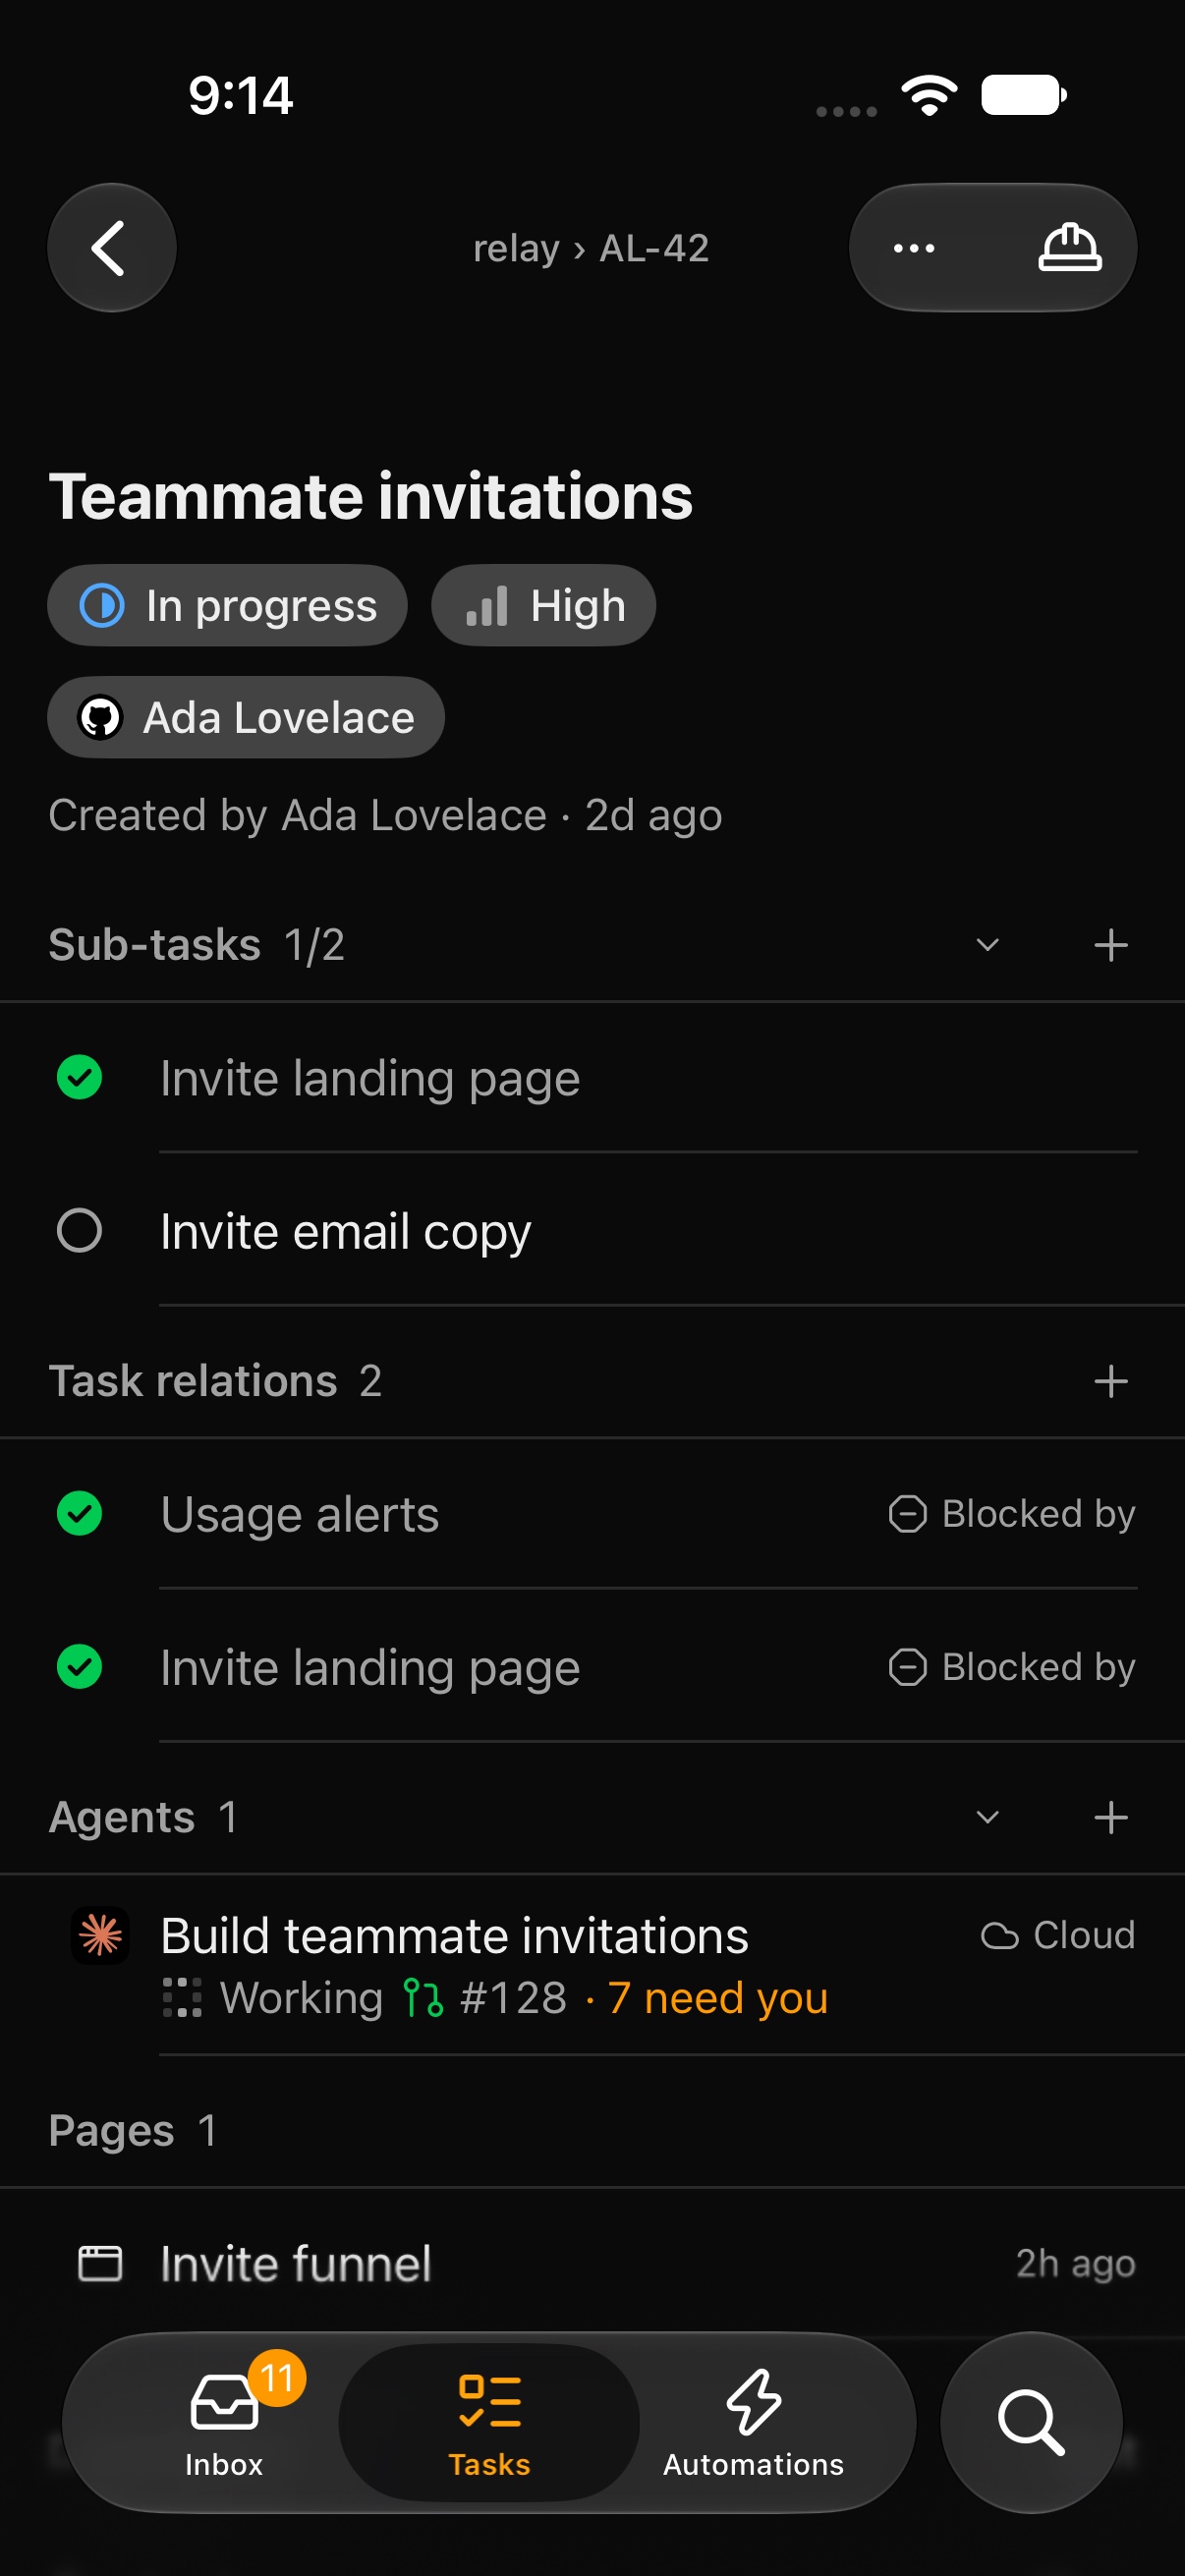 9:14
relay › AL-42
Teammate invitations
In progress
High
Ada Lovelace
Created by Ada Lovelace · 2d ago
Sub-tasks 1/2
Invite landing page
Invite email copy
Task relations 2
Usage alerts
Blocked by
Invite landing page
Blocked by
Agents 1
Build teammate invitations
Cloud
Working #128 · 7 need you
Pages 1
Invite funnel
2h ago
11
Inbox
Tasks
Automations